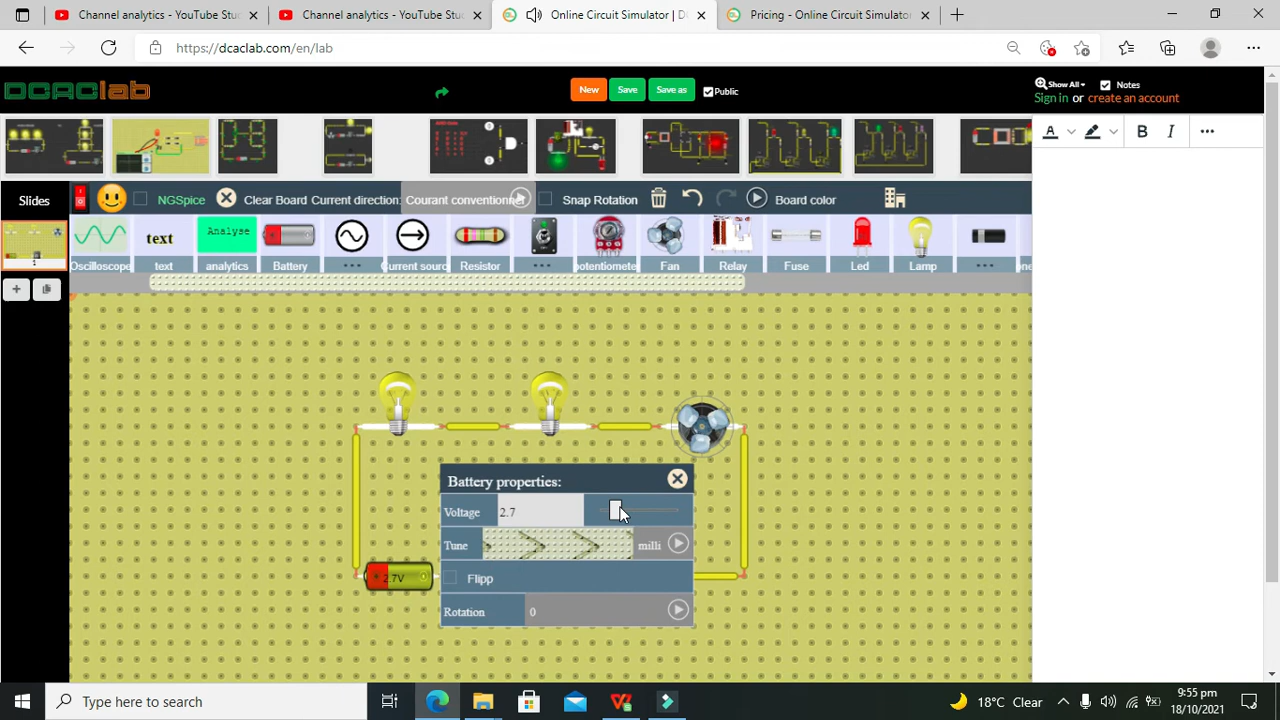 Channel analytics - YouTube Stu
Channel analytics - YouTube Stu
Online Circuit Simulator | D
Pricing - Online Circuit Simulator
https://dcaclab.com/en/lab
DCACLab
New
Save
Save as
Public
Show All
Notes
Sign in or create an account
Slides
NGSpice
Clear Board
Current direction:
Courant conventionnel
Snap Rotation
Board color
text
Analyse
Oscilloscope
text
analytics
Battery
...
Current sourc
Resistor
...
potentiomete
Fan
Relay
Fuse
Led
Lamp
...
A
B
I
...
Battery properties:
Voltage
2.7
Tune
milli
2.7V
Flipp
Rotation
0
Type here to search
18°C Clear
9:55 pm
18/10/2021